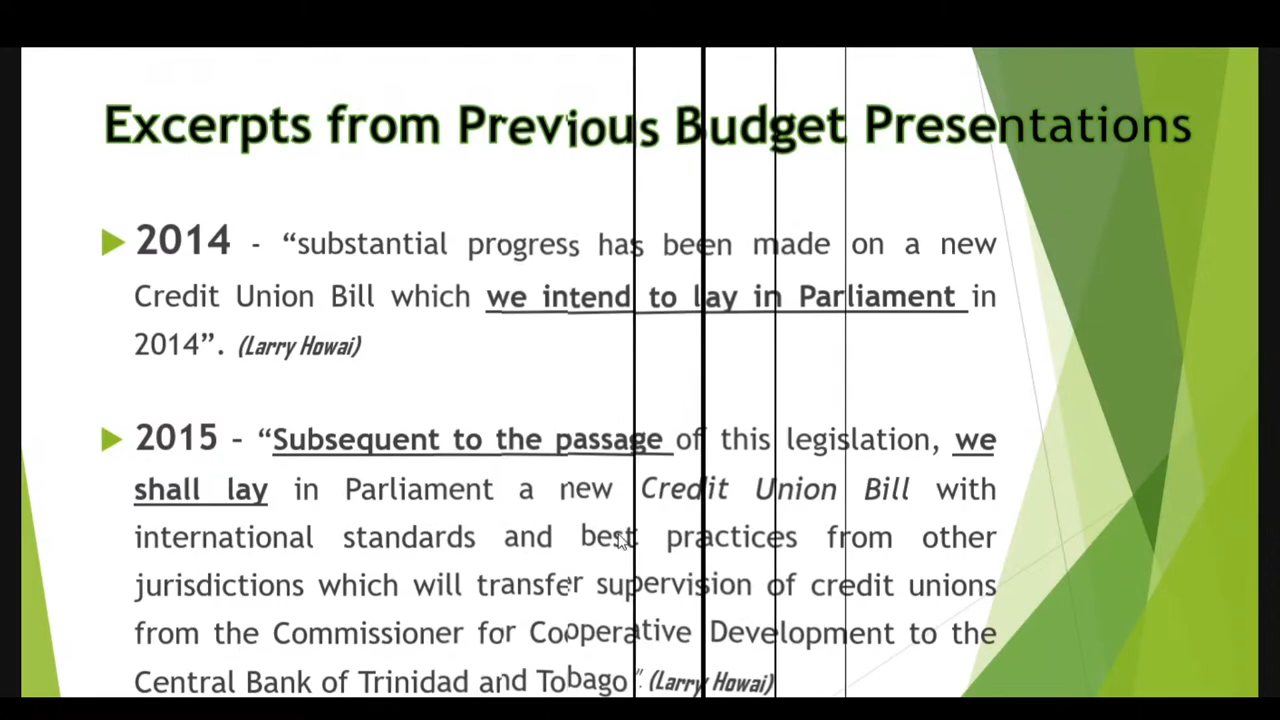 Excerpts from Previous Budget Presentations
2014 - “substantial progress has been made on a new
Credit Union Bill which we intend to lay in Parliament in
2014”. (Larry Howai)
2015 – “Subsequent to the passage of this legislation, we
shall lay in Parliament a new Credit Union Bill with
international standards and best practices from other
jurisdictions which will transfer supervision of credit unions
from the Commissioner for Cooperative Development to the
Central Bank of Trinidad and Tobago”. (Larry Howai)